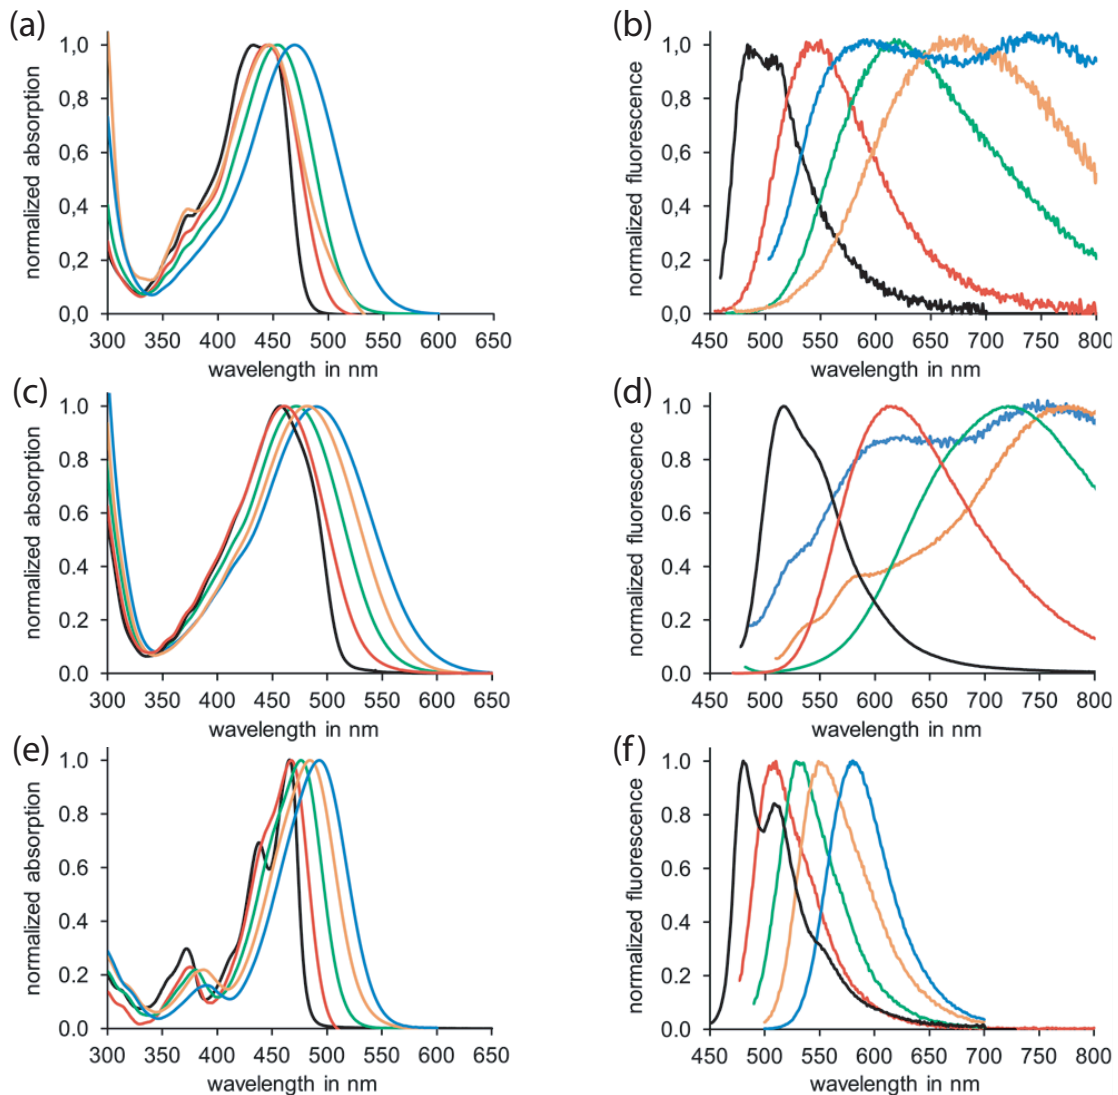 (a)
normalized absorption
1,0
0,8
0,6
0,4
0,2
0,0
300 350 400 450 500 550 600 650
wavelength in nm
(b)
normalized fluorescence
1,0
0,8
0,6
0,4
0,2
0,0
450 500 550 600 650 700 750 800
wavelength in nm
(c)
normalized absorption
1.0
0.8
0.6
0.4
0.2
0.0
300 350 400 450 500 550 600 650
wavelength in nm
(d)
normalized fluorescence
1.0
0.8
0.6
0.4
0.2
0.0
450 500 550 600 650 700 750 800
wavelength in nm
(e)
normalized absorption
1.0
0.8
0.6
0.4
0.2
0.0
300 350 400 450 500 550 600 650
wavelength in nm
(f)
normalized fluorescence
1.0
0.8
0.6
0.4
0.2
0.0
450 500 550 600 650 700 750 800
wavelength in nm